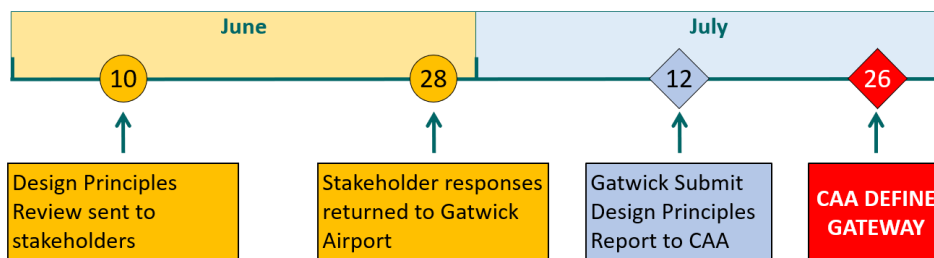 June
July
10
28
12
26
Design Principles
Review sent to
stakeholders
Stakeholder responses
returned to Gatwick
Airport
Gatwick Submit
Design Principles
Report to CAA
CAA DEFINE
GATEWAY